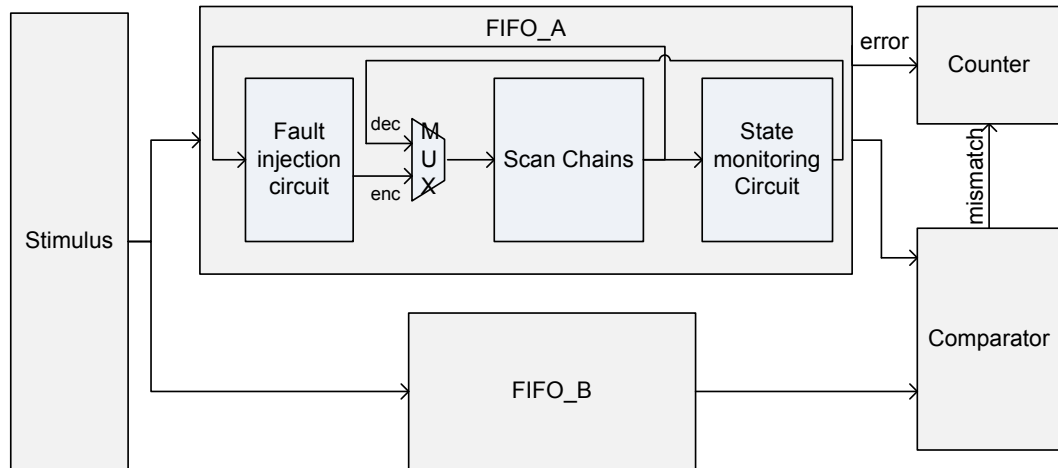 FIFO_A
error
Counter
Fault
injection
circuit
dec
enc
M
U
X
Scan Chains
State
monitoring
Circuit
mismatch
Stimulus
Comparator
FIFO_B